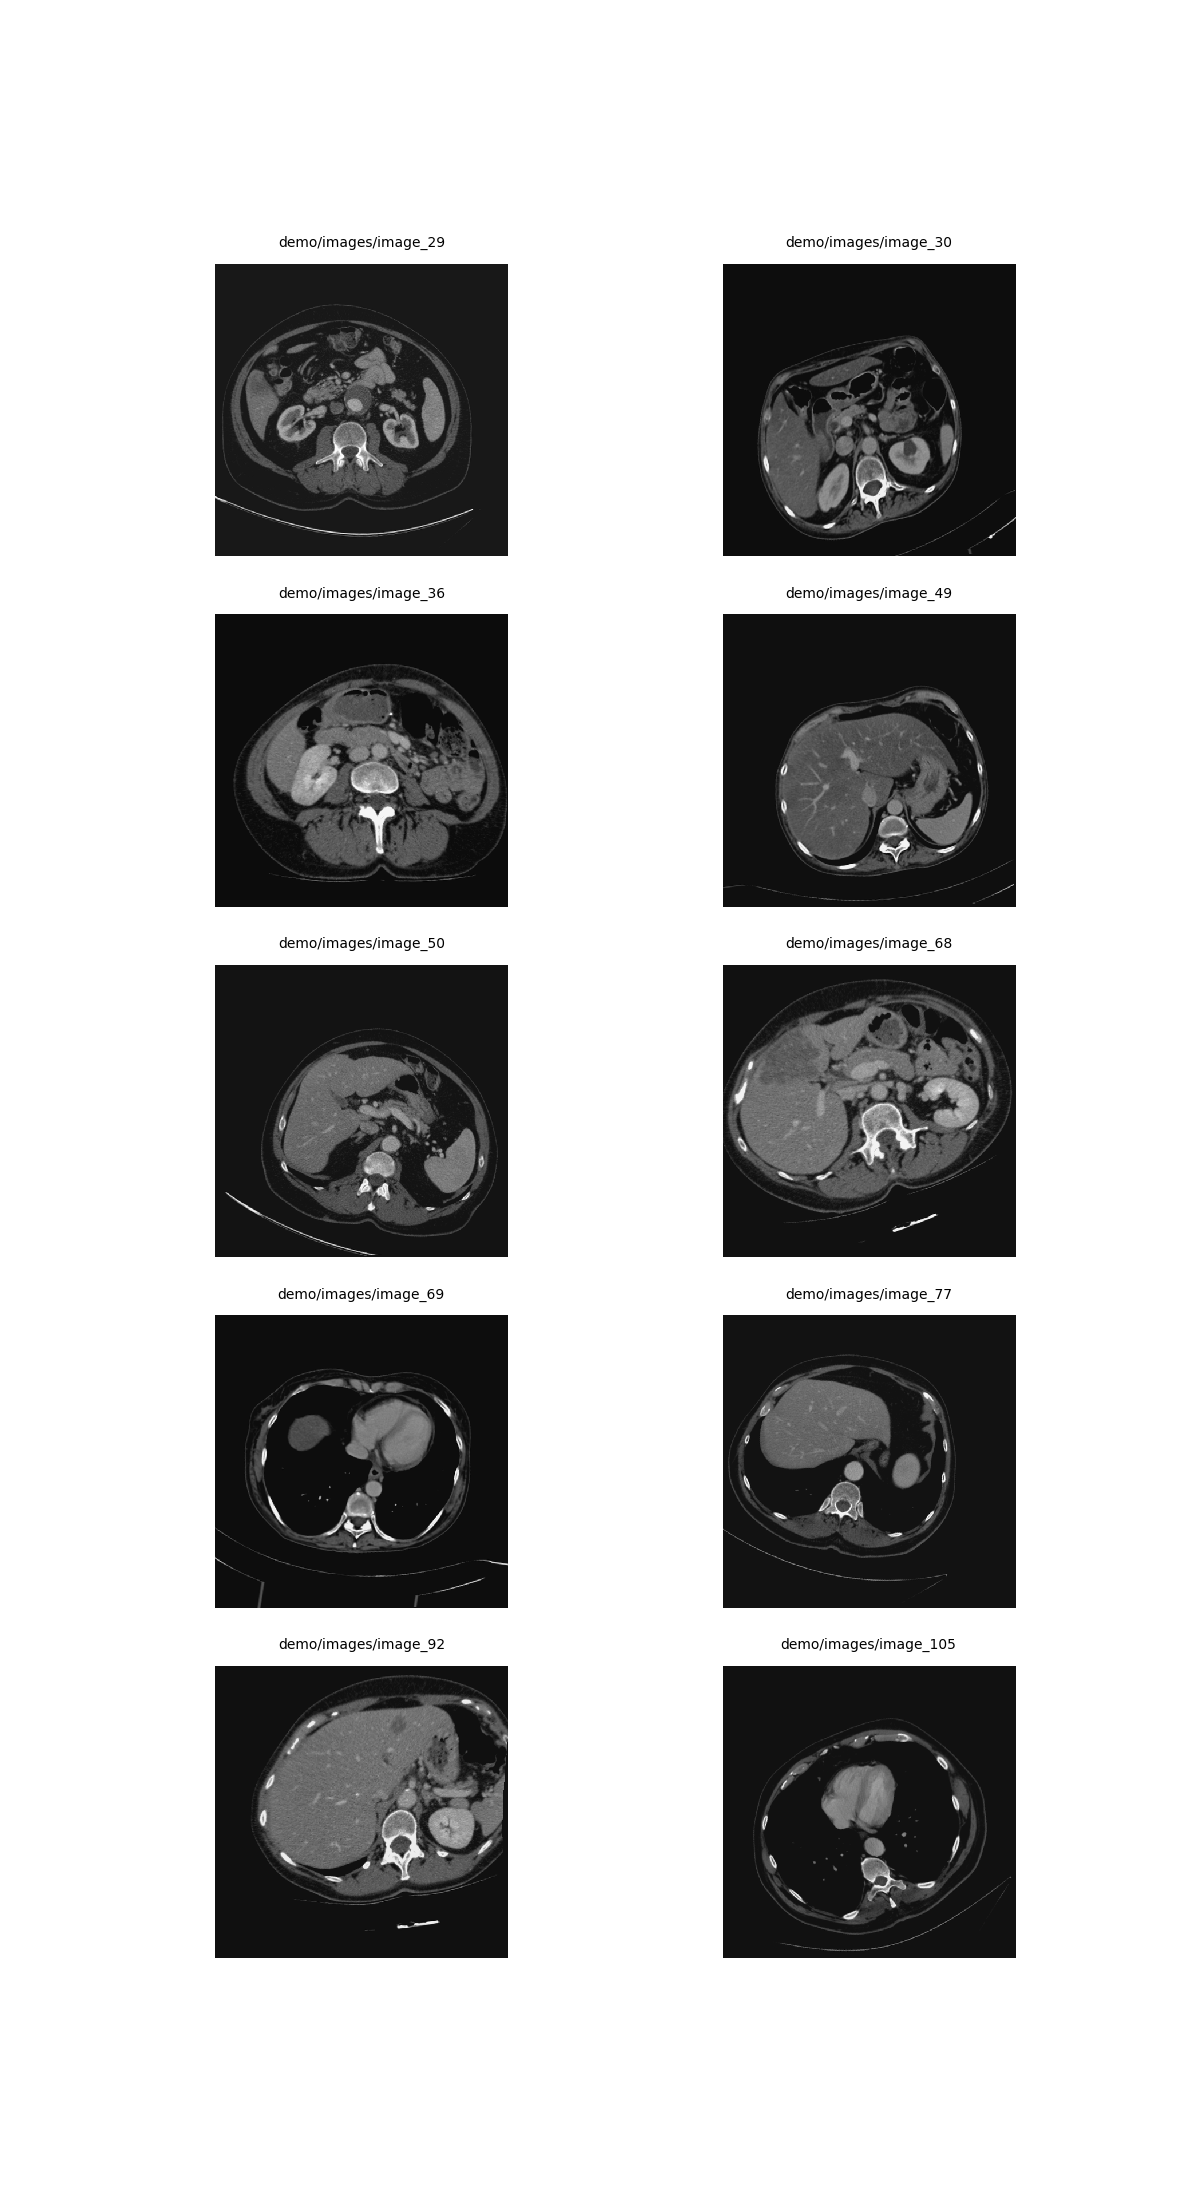 demo/images/image_29
demo/images/image_30
demo/images/image_36
demo/images/image_49
demo/images/image_50
demo/images/image_68
demo/images/image_69
demo/images/image_77
demo/images/image_92
demo/images/image_105